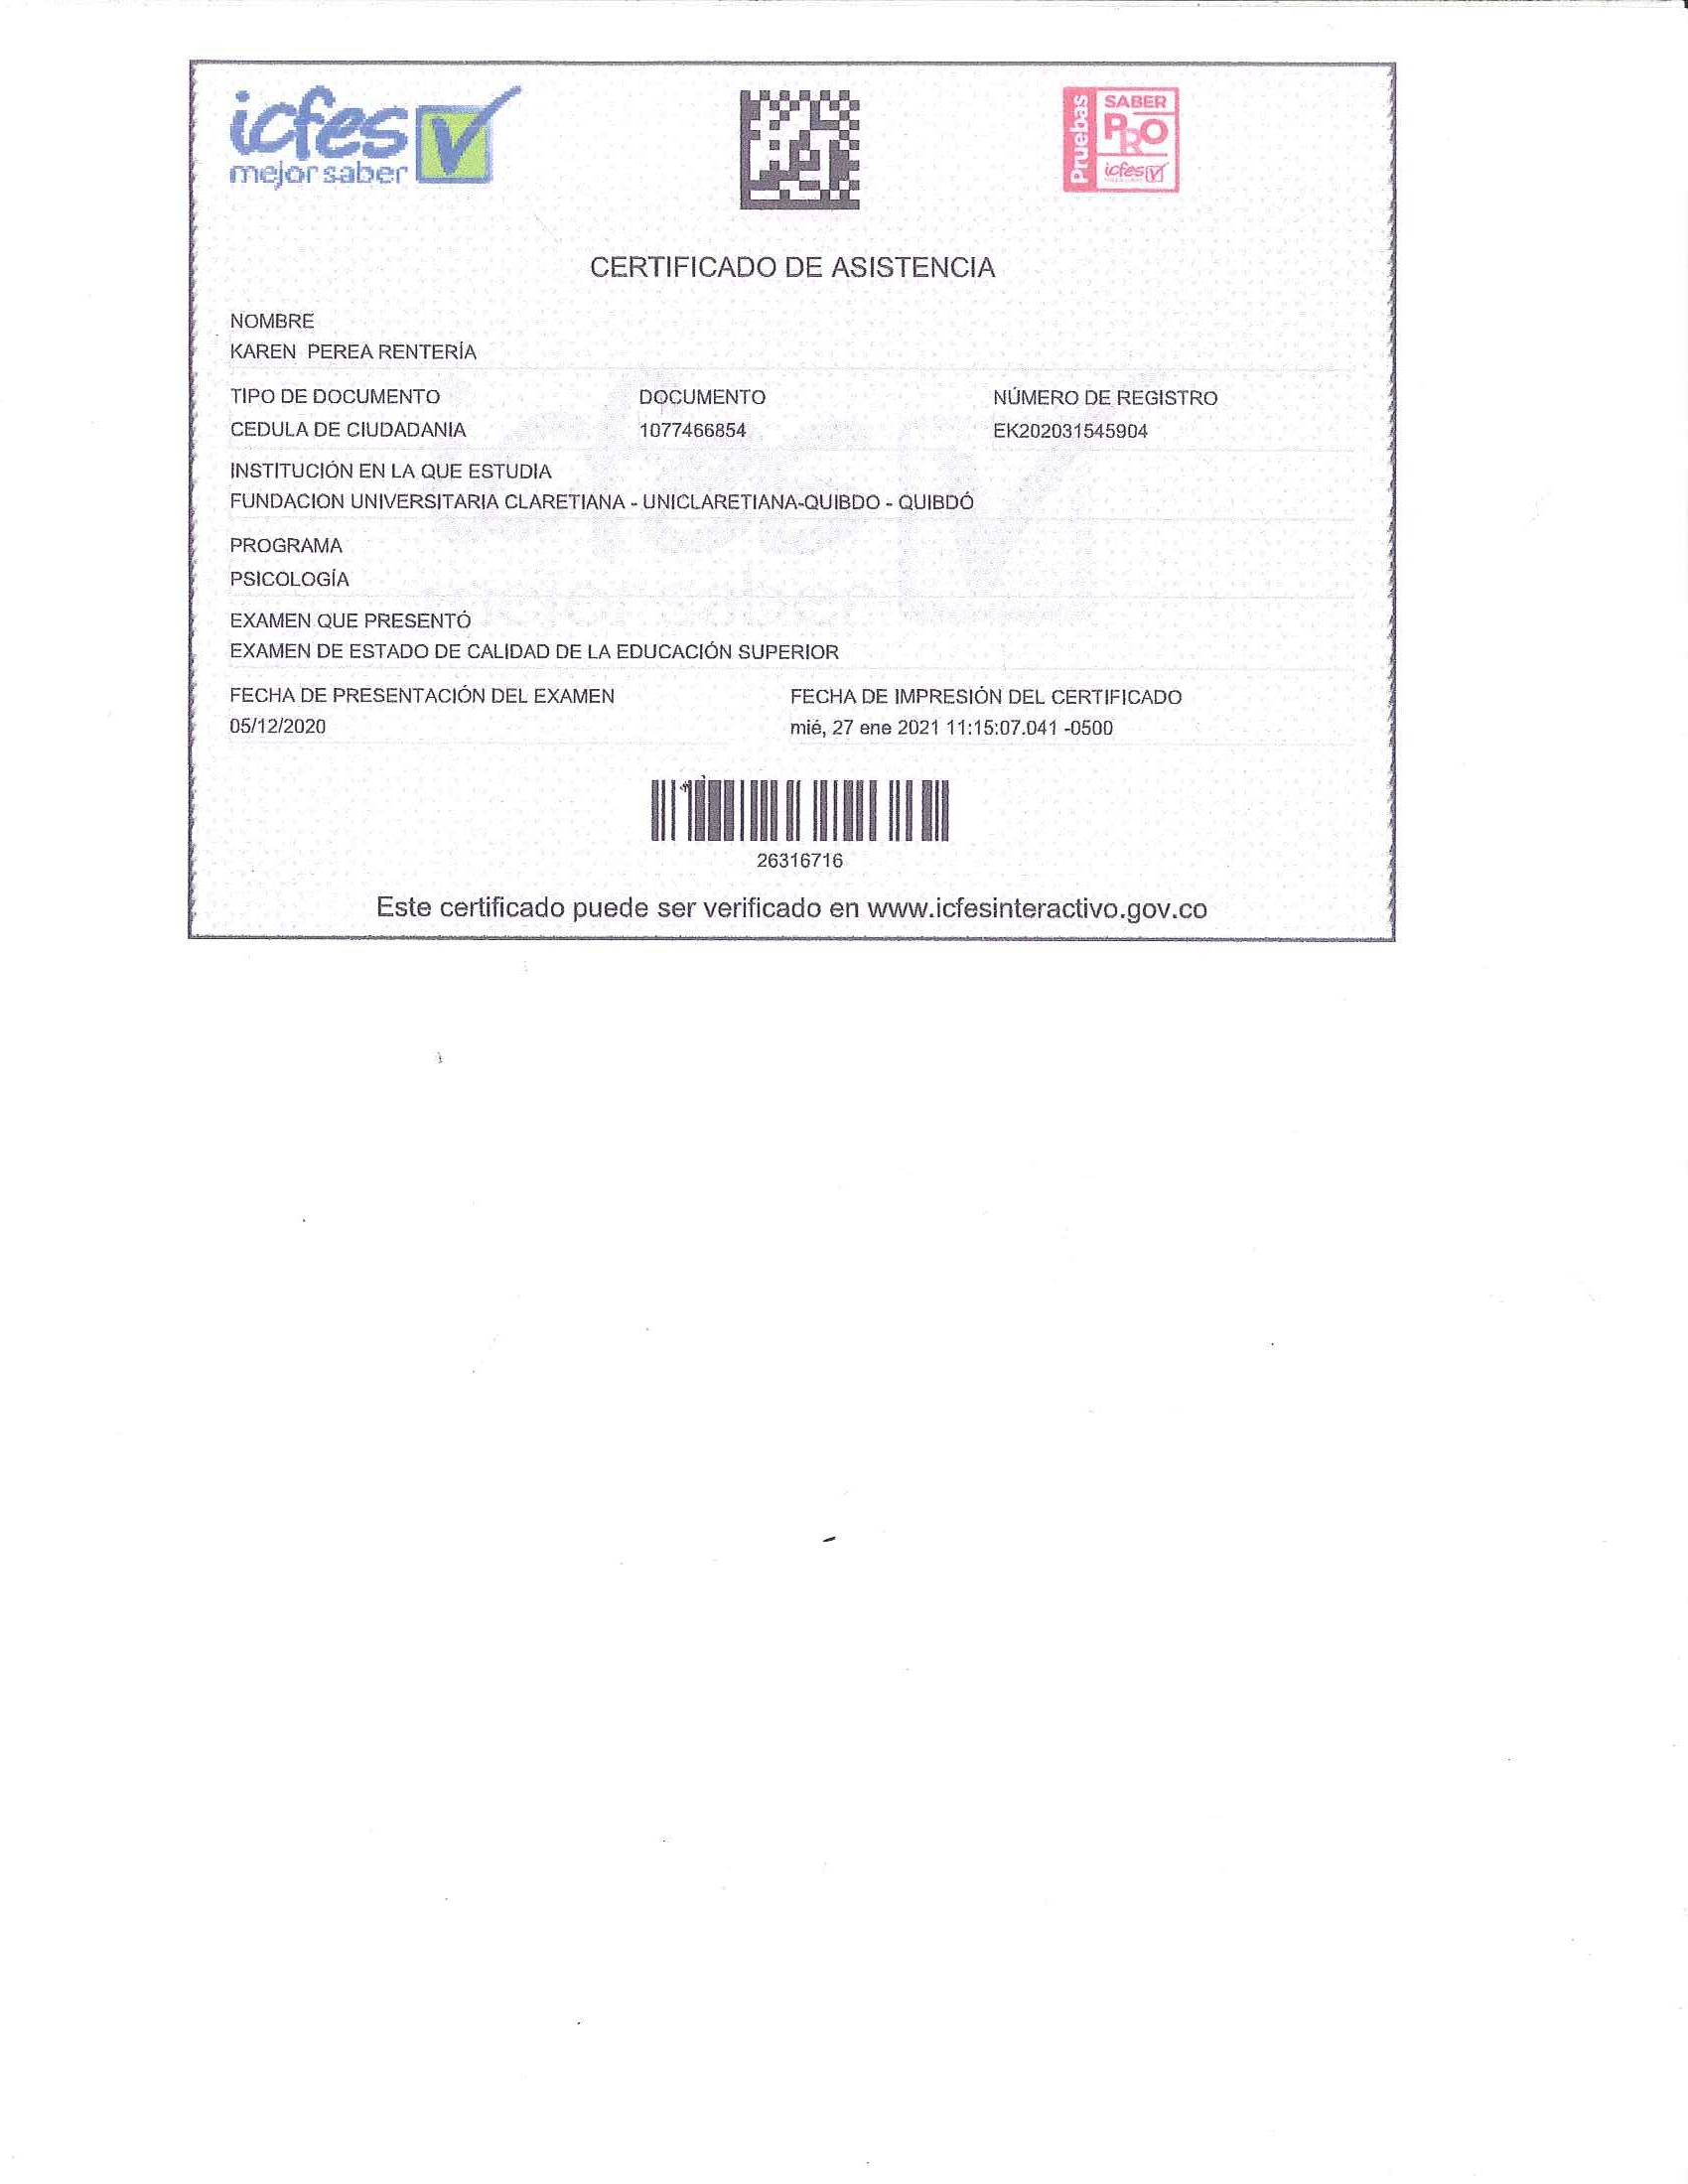 icfes
mejor saber
Pruebas
SABER
PRO
icfes
CERTIFICADO DE ASISTENCIA
NOMBRE
KAREN PEREA RENTERÍA
TIPO DE DOCUMENTO DOCUMENTO NÚMERO DE REGISTRO
CEDULA DE CIUDADANIA 1077466854 EK202031545904
INSTITUCIÓN EN LA QUE ESTUDIA
FUNDACION UNIVERSITARIA CLARETIANA - UNICLARETIANA-QUIBDO - QUIBDÓ
PROGRAMA
PSICOLOGÍA
EXAMEN QUE PRESENTÓ
EXAMEN DE ESTADO DE CALIDAD DE LA EDUCACIÓN SUPERIOR
FECHA DE PRESENTACIÓN DEL EXAMEN FECHA DE IMPRESIÓN DEL CERTIFICADO
05/12/2020 mié, 27 ene 2021 11:15:07.041 -0500
26316716
Este certificado puede ser verificado en www.icfesinteractivo.gov.co